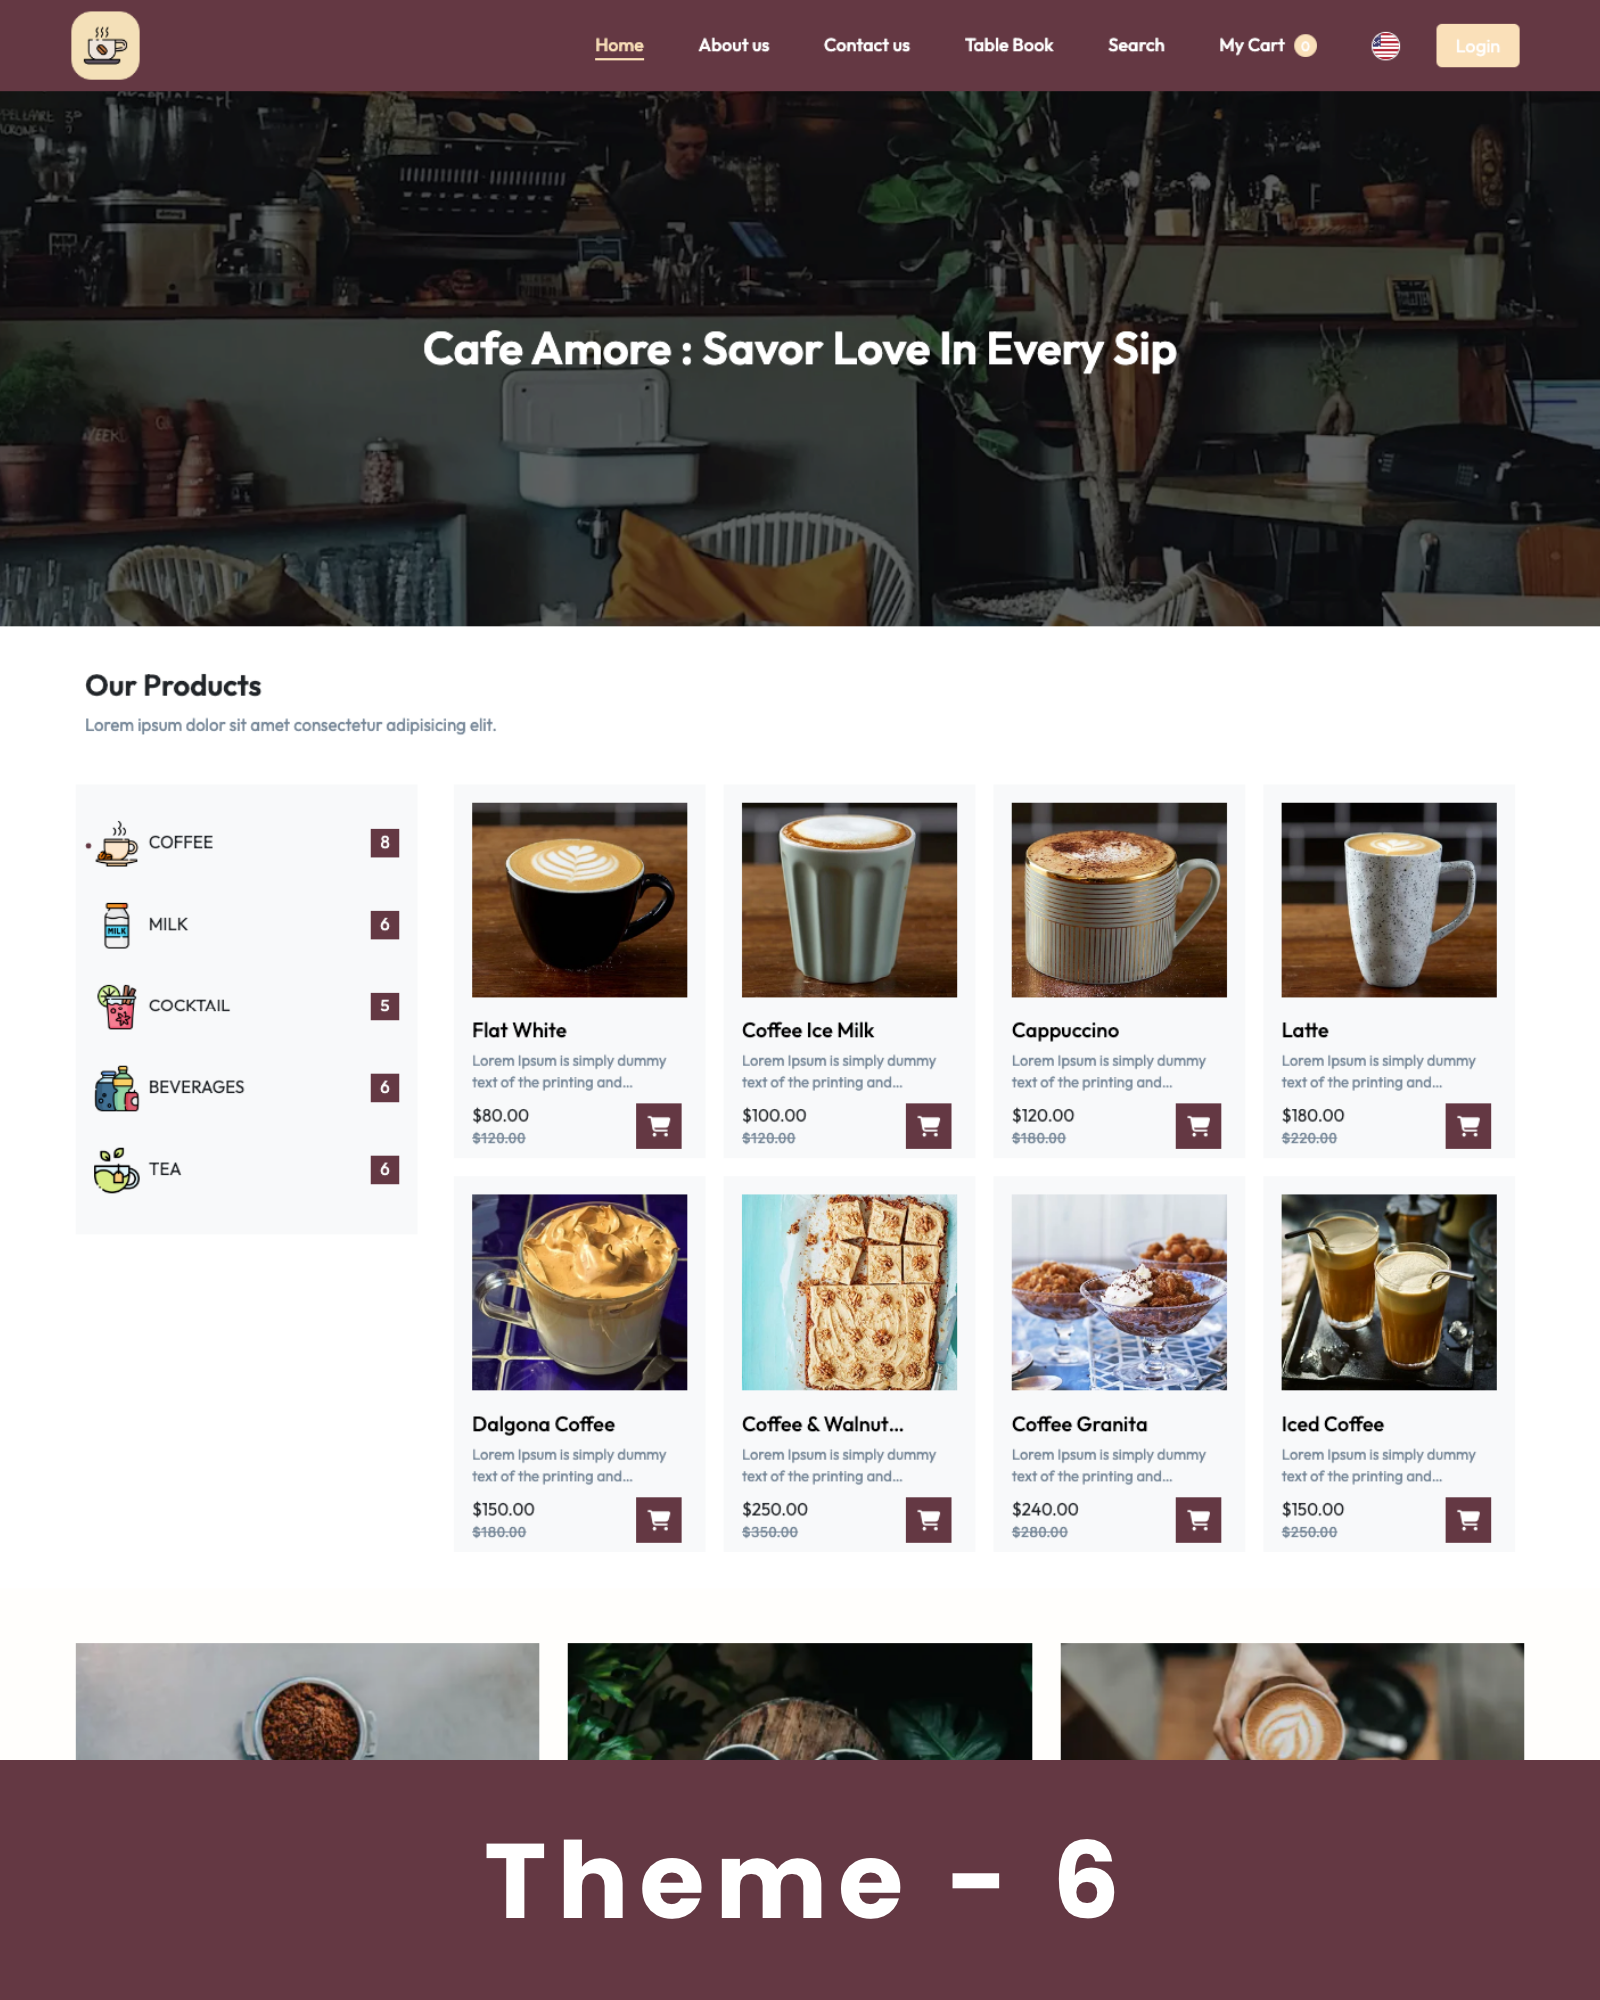 Home
About us
Contact us
Table Book
Search
My Cart 0
Login
Cafe Amore : Savor Love In Every Sip
Our Products
Lorem ipsum dolor sit amet consectetur adipisicing elit.
COFFEE 8
MILK 6
COCKTAIL 5
BEVERAGES 6
TEA 6
MILK
Flat White
Lorem Ipsum is simply dummy
text of the printing and...
$80.00
$120.00
Coffee Ice Milk
Lorem Ipsum is simply dummy
text of the printing and...
$100.00
$120.00
Cappuccino
Lorem Ipsum is simply dummy
text of the printing and...
$120.00
$180.00
Latte
Lorem Ipsum is simply dummy
text of the printing and...
$180.00
$220.00
Dalgona Coffee
Lorem Ipsum is simply dummy
text of the printing and...
$150.00
$180.00
Coffee & Walnut...
Lorem Ipsum is simply dummy
text of the printing and...
$250.00
$350.00
Coffee Granita
Lorem Ipsum is simply dummy
text of the printing and...
$240.00
$280.00
Iced Coffee
Lorem Ipsum is simply dummy
text of the printing and...
$150.00
$250.00
Theme - 6